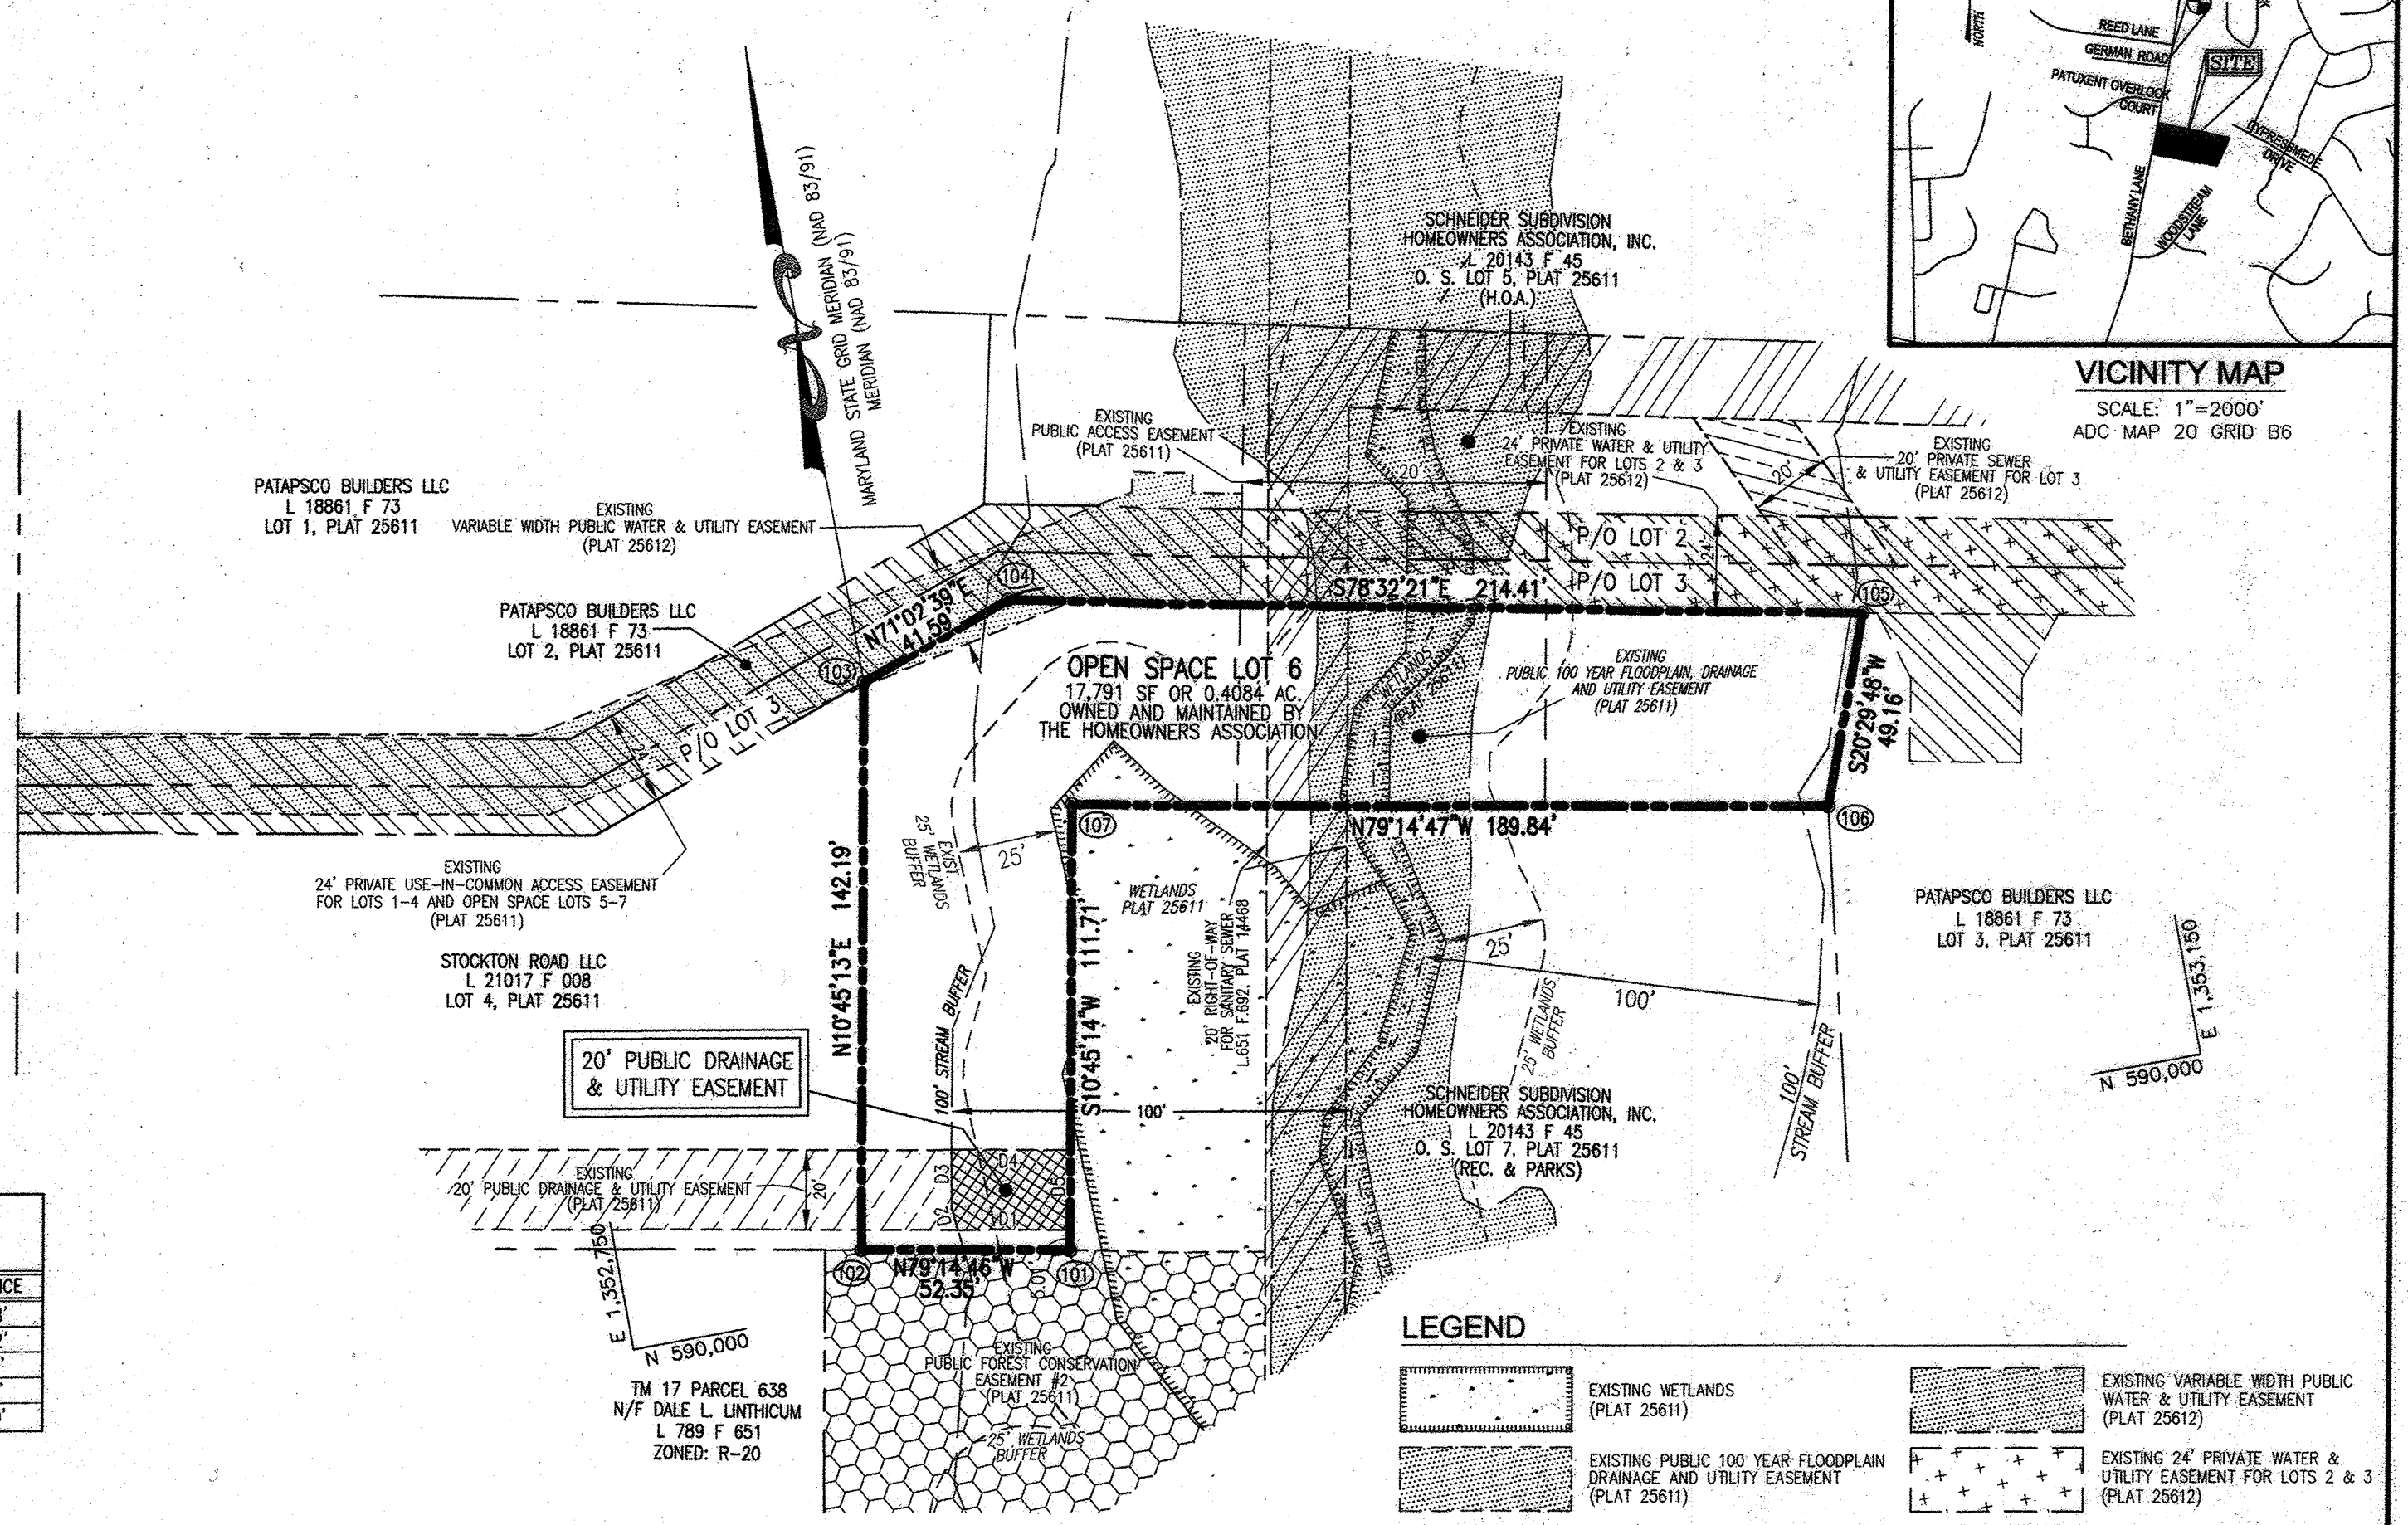 NORTH
REED LANE
GERMAN ROAD
SITE
PATUXENT OVERLOOK
COURT
CYPRESSMEDE
DRIVE
BETHANY LANE
WOODSTREAM
LANE
VICINITY MAP
SCALE: 1"=2000'
ADC MAP 20 GRID B6
MARYLAND STATE GRID MERIDIAN (NAD 83/91)
MERIDIAN (NAD 83/91)
SCHNEIDER SUBDIVISION
HOMEOWNERS ASSOCIATION, INC.
L 20143 F 45
O. S. LOT 5, PLAT 25611
(H.O.A.)
EXISTING
PUBLIC ACCESS EASEMENT
(PLAT 25611)
20'
EXISTING
24' PRIVATE WATER & UTILITY
EASEMENT FOR LOTS 2 & 3
(PLAT 25612)
20'
EXISTING
20' PRIVATE SEWER
& UTILITY EASEMENT FOR LOT 3
(PLAT 25612)
PATAPSCO BUILDERS LLC
L 18861 F 73
LOT 1, PLAT 25611
EXISTING
VARIABLE WIDTH PUBLIC WATER & UTILITY EASEMENT
(PLAT 25612)
P/O LOT 2
24'
P/O LOT 3
104
S78°32'21"E 214.41'
105
N71°02'39"E
41.59'
PATAPSCO BUILDERS LLC
L 18861 F 73
LOT 2, PLAT 25611
103
P/O LOT 3
24'
OPEN SPACE LOT 6
17,791 SF OR 0.4084 AC.
OWNED AND MAINTAINED BY
THE HOMEOWNERS ASSOCIATION
WETLANDS
(PLAT 25611)
EXISTING
PUBLIC 100 YEAR FLOODPLAIN, DRAINAGE
AND UTILITY EASEMENT
(PLAT 25611)
S20°29'48"W
49.16'
107
N79°14'47"W 189.84'
106
EXIST.
25' WETLANDS
BUFFER
25'
EXISTING
24' PRIVATE USE-IN-COMMON ACCESS EASEMENT
FOR LOTS 1-4 AND OPEN SPACE LOTS 5-7
(PLAT 25611)
N10°45'13"E 142.19'
S10°45'14"W 111.71'
WETLANDS
PLAT 25611
EXISTING
20' RIGHT-OF-WAY
FOR SANITARY SEWER
L.651 F.692, PLAT 14468
25'
25' WETLANDS
BUFFER
100'
PATAPSCO BUILDERS LLC
L 18861 F 73
LOT 3, PLAT 25611
E 1,353,150
N 590,000
STOCKTON ROAD LLC
L 21017 F 008
LOT 4, PLAT 25611
100' STREAM BUFFER
100'
STREAM BUFFER
20' PUBLIC DRAINAGE
& UTILITY EASEMENT
100'
SCHNEIDER SUBDIVISION
HOMEOWNERS ASSOCIATION, INC.
L 20143 F 45
O. S. LOT 7, PLAT 25611
(REC. & PARKS)
EXISTING
20' PUBLIC DRAINAGE & UTILITY EASEMENT
(PLAT 25611)
20'
D4
D3
D5
D2
D1
102
N79°14'46"W
52.35'
101
E 1,352,750
N 590,000
TM 17 PARCEL 638
N/F DALE L. LINTHICUM
L 789 F 651
ZONED: R-20
EXISTING
PUBLIC FOREST CONSERVATION
EASEMENT #2
(PLAT 25611)
25' WETLANDS
BUFFER
LEGEND
EXISTING WETLANDS
(PLAT 25611)
EXISTING PUBLIC 100 YEAR FLOODPLAIN
DRAINAGE AND UTILITY EASEMENT
(PLAT 25611)
EXISTING VARIABLE WIDTH PUBLIC
WATER & UTILITY EASEMENT
(PLAT 25612)
EXISTING 24' PRIVATE WATER &
UTILITY EASEMENT FOR LOTS 2 & 3
(PLAT 25612)